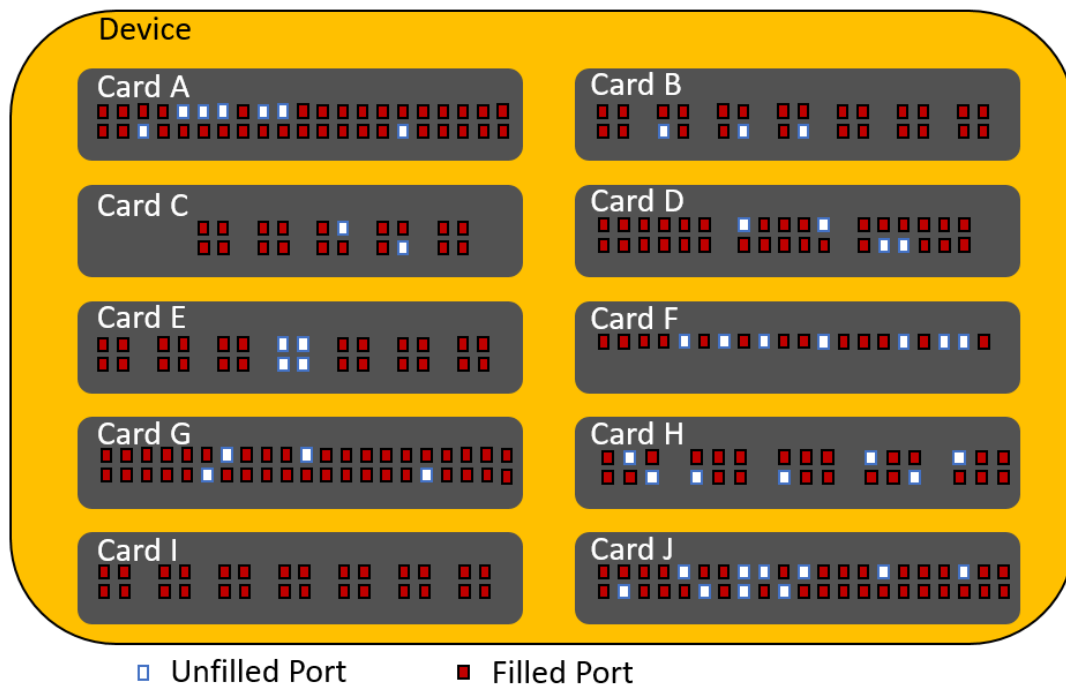 Device
Card A
Card B
Card C
Card D
Card E
Card F
Card G
Card H
Card I
Card J
Unfilled Port
Filled Port